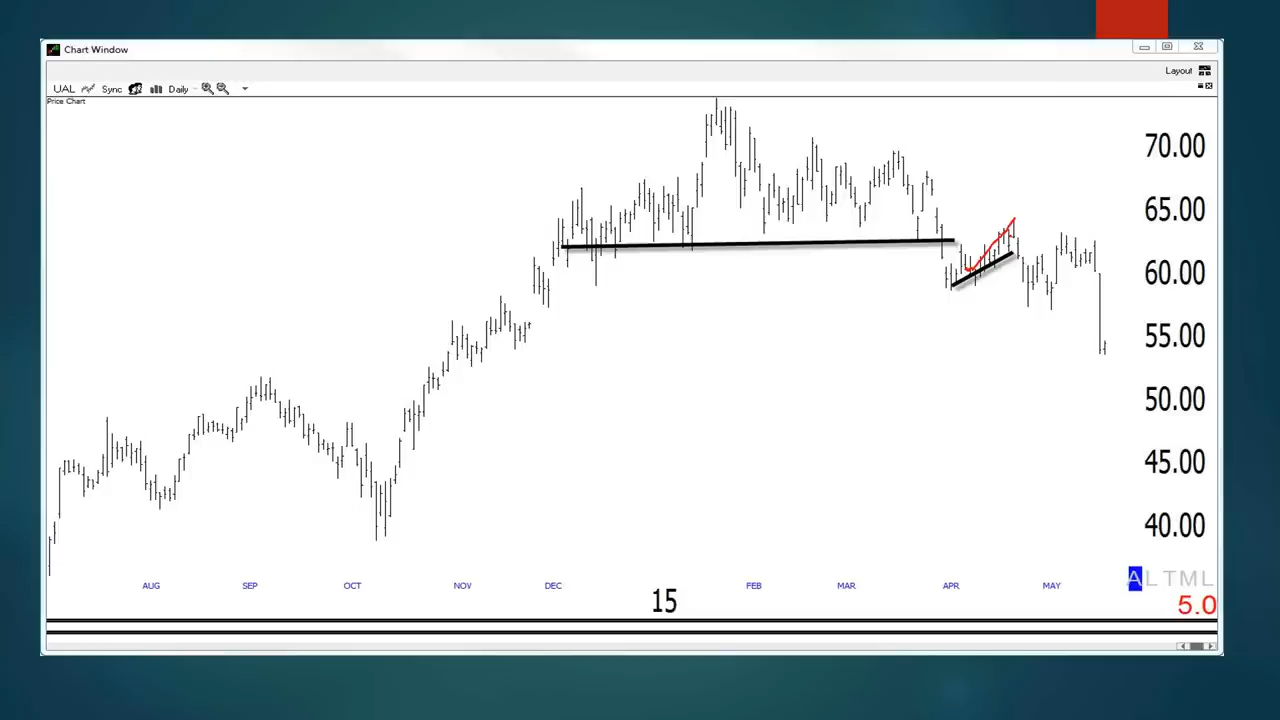 Chart Window
Layout
UAL Sync Daily
Price Chart
70.00
65.00
60.00
55.00
50.00
45.00
40.00
AUG SEP OCT NOV DEC 15 FEB MAR APR MAY
ALTML
5.0